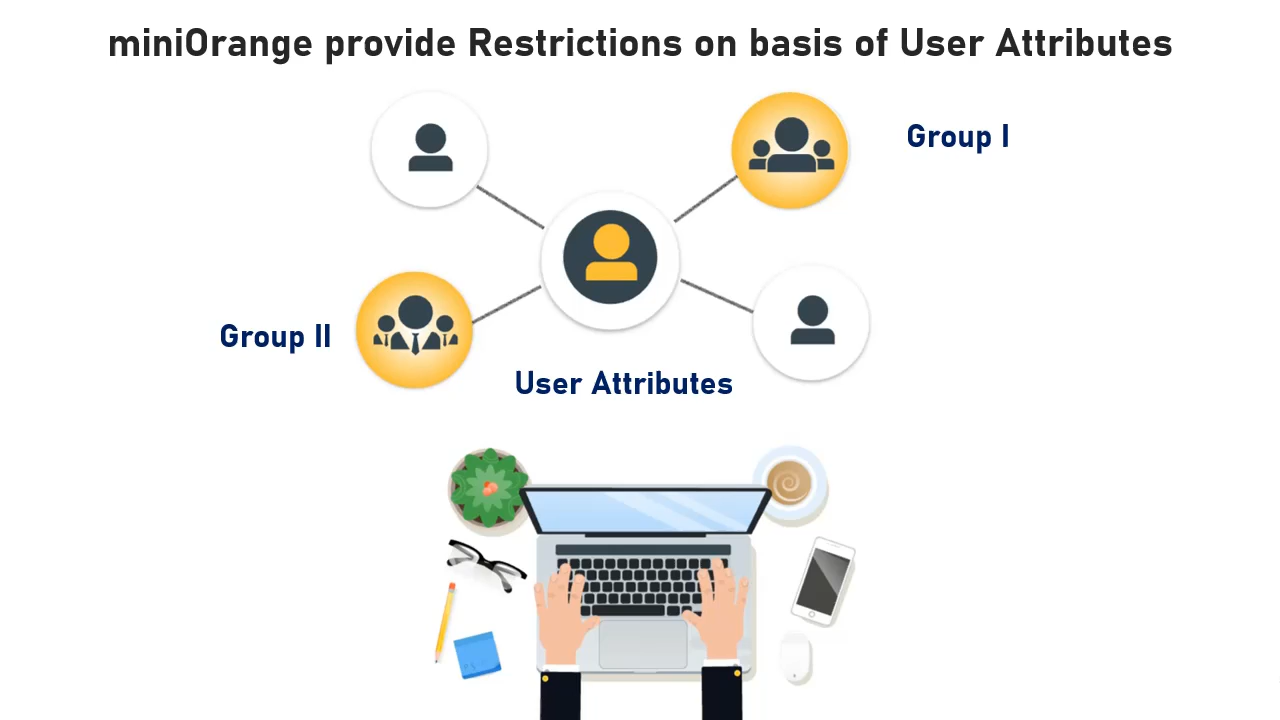 miniOrange provide Restrictions on basis of User Attributes
Group I
Group II
User Attributes